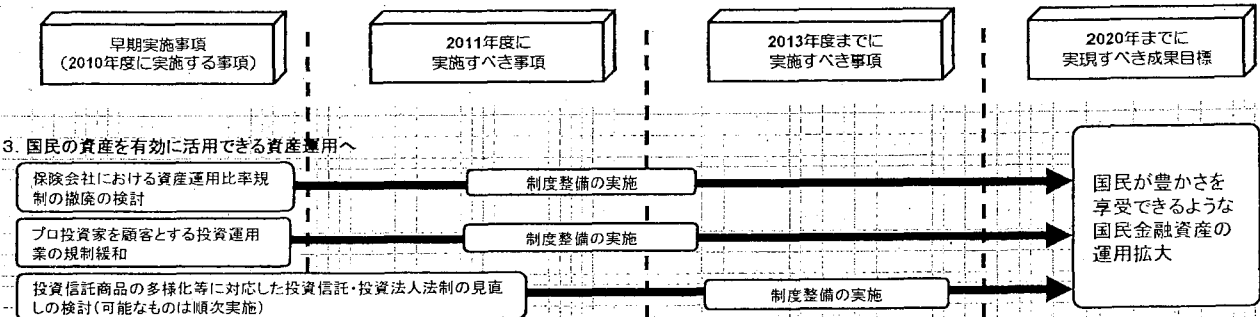 早期実施事項
（2010年度に実施する事項）
2011年度に
実施すべき事項
2013年度までに
実施すべき事項
2020年までに
実現すべき成果目標
3．国民の資産を有効に活用できる資産運用へ
保険会社における資産運用比率規
制の撤廃の検討
制度整備の実施
プロ投資家を顧客とする投資運用
業の規制緩和
制度整備の実施
投資信託商品の多様化等に対応した投資信託・投資法人法制の見直
しの検討（可能なものは順次実施）
制度整備の実施
国民が豊かさを
享受できるような
国民金融資産の
運用拡大